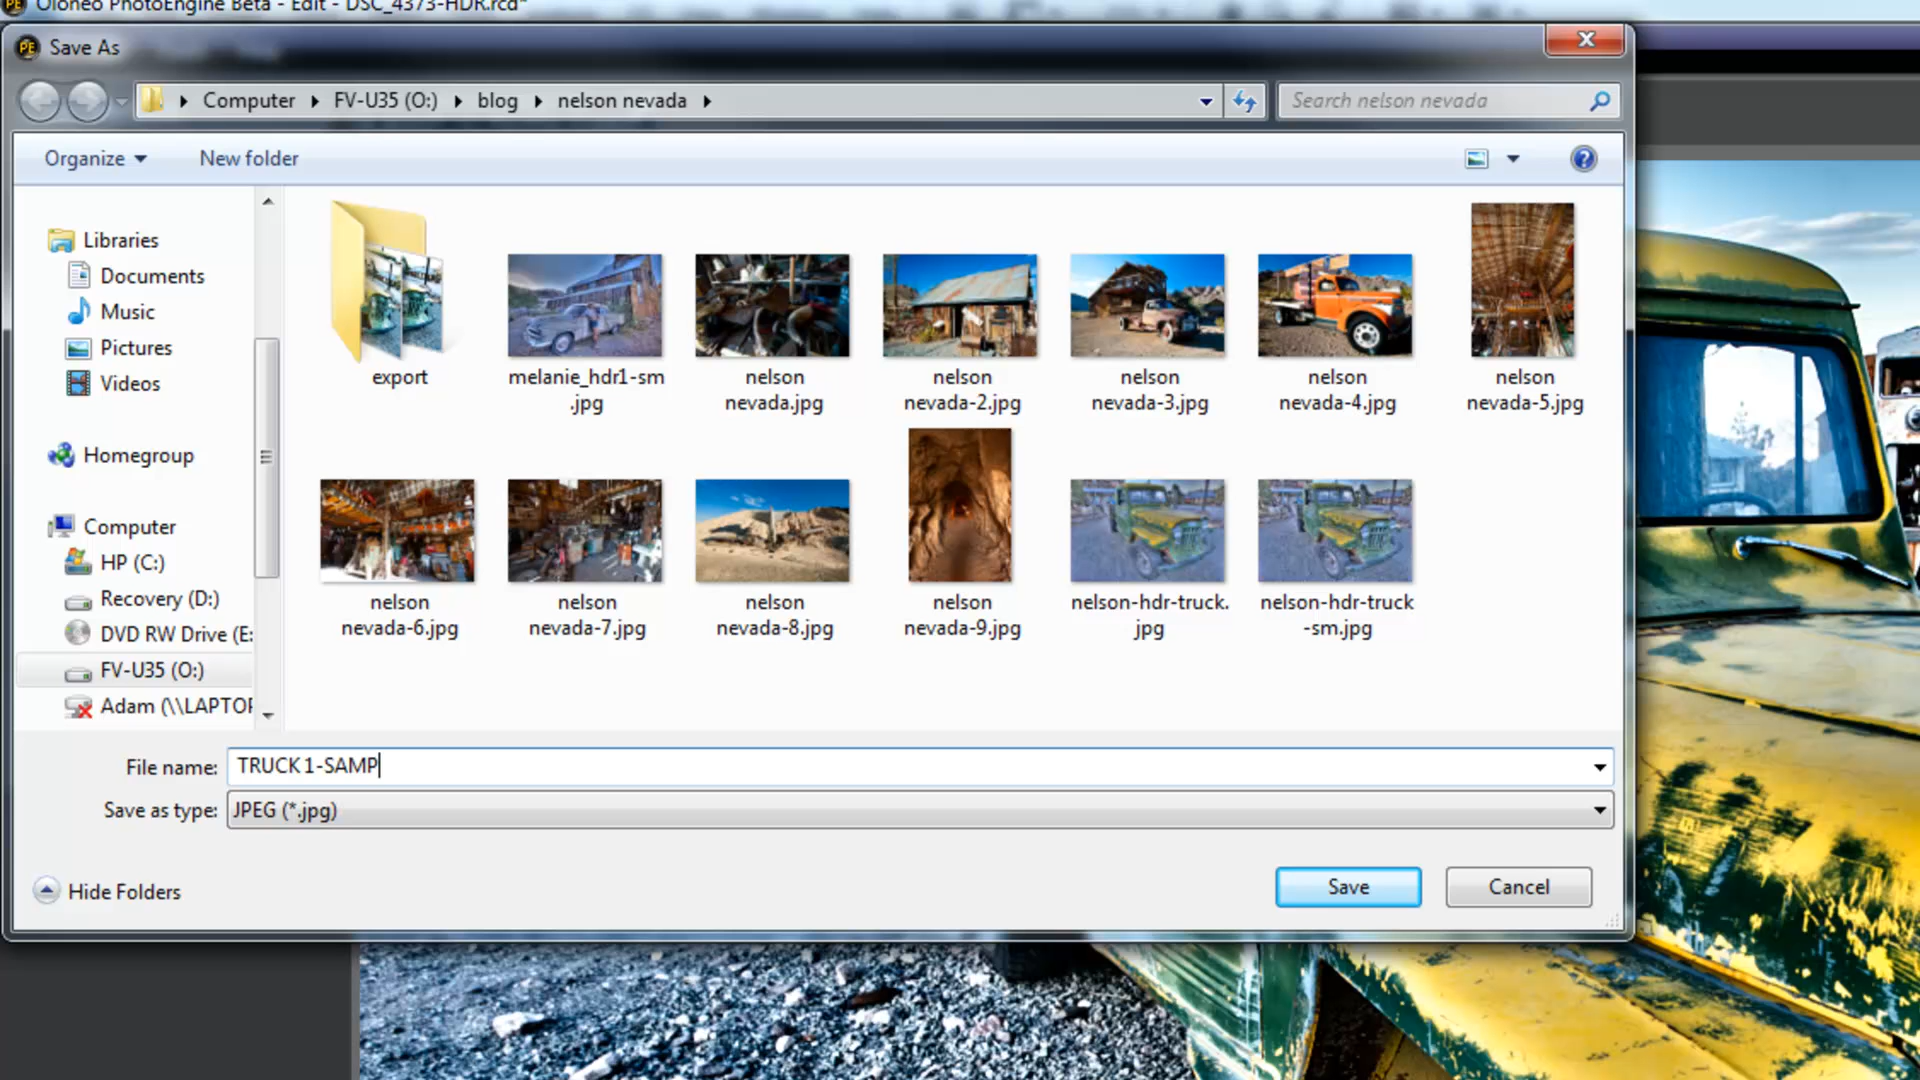 Oloneo PhotoEngine Beta - Edit - DSC_4373-HDR.rcd*
PE Save As
Computer FV-U35 (O:) blog nelson nevada
Search nelson nevada
Organize New folder
Libraries
Documents
Music
Pictures
Videos
Homegroup
Computer
HP (C:)
Recovery (D:)
DVD RW Drive (E:
FV-U35 (O:)
Adam (\\LAPTOP
export
melanie_hdr1-sm
.jpg
nelson
nevada.jpg
nelson
nevada-2.jpg
nelson
nevada-3.jpg
nelson
nevada-4.jpg
nelson
nevada-5.jpg
nelson
nevada-6.jpg
nelson
nevada-7.jpg
nelson
nevada-8.jpg
nelson
nevada-9.jpg
nelson-hdr-truck.
jpg
nelson-hdr-truck
-sm.jpg
File name: TRUCK 1-SAMP
Save as type: JPEG (*.jpg)
Hide Folders
Save Cancel